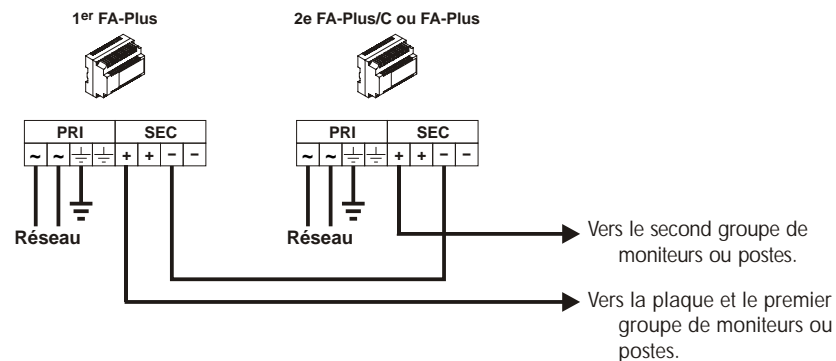 1er FA-Plus
2e FA-Plus/C ou FA-Plus
PRI SEC
~ ~ + + - -
PRI SEC
~ ~ + + - -
Réseau
Réseau
Vers le second groupe de
moniteurs ou postes.
Vers la plaque et le premier
groupe de moniteurs ou
postes.